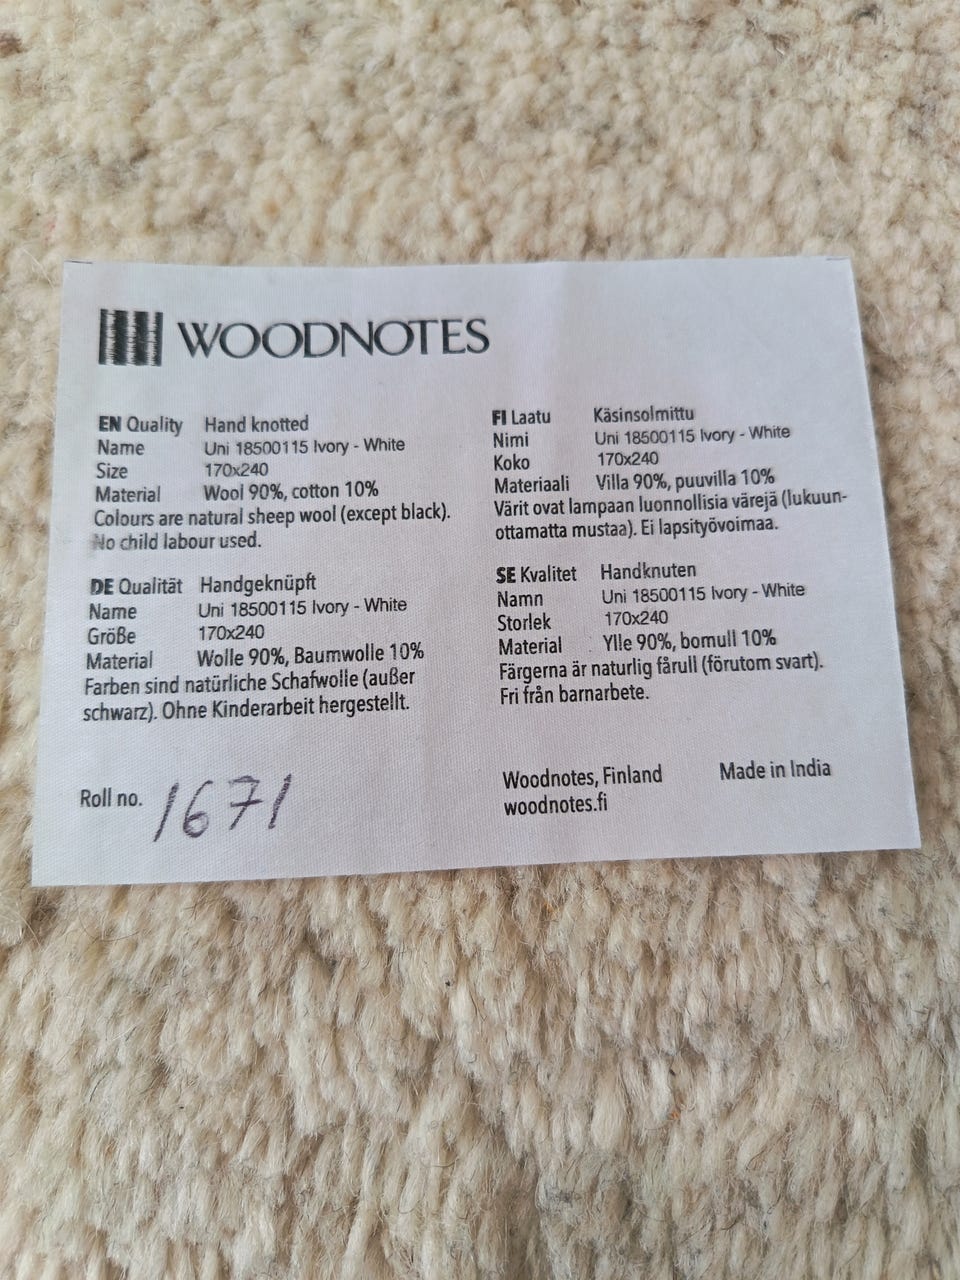 WOODNOTES
EN Quality Hand knotted
Name Uni 18500115 Ivory - White
Size 170x240
Material Wool 90%, cotton 10%
Colours are natural sheep wool (except black).
No child labour used.
FI Laatu Käsinsolmittu
Nimi Uni 18500115 Ivory - White
Koko 170x240
Materiaali Villa 90%, puuvilla 10%
Värit ovat lampaan luonnollisia värejä (lukuun-
ottamatta mustaa). Ei lapsityövoimaa.
DE Qualität Handgeknüpft
Name Uni 18500115 Ivory - White
Größe 170x240
Material Wolle 90%, Baumwolle 10%
Farben sind natürliche Schafwolle (außer
schwarz). Ohne Kinderarbeit hergestellt.
SE Kvalitet Handknuten
Namn Uni 18500115 Ivory - White
Storlek 170x240
Material Ylle 90%, bomull 10%
Färgerna är naturlig fårull (förutom svart).
Fri från barnarbete.
Roll no. 1671
Woodnotes, Finland Made in India
woodnotes.fi